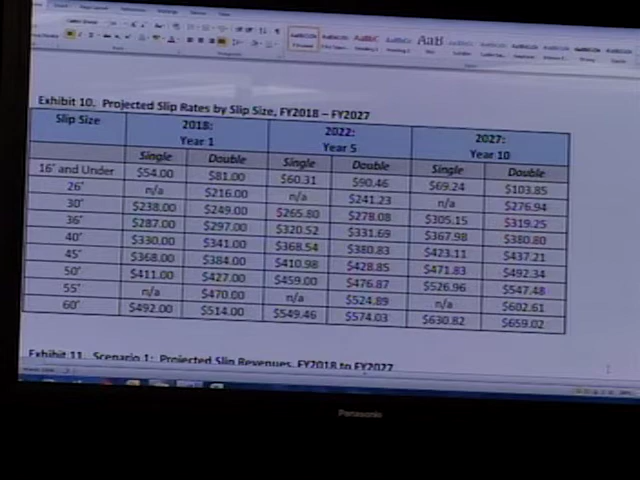 Exhibit 10. Projected Slip Rates by Slip Size, FY2018 – FY2027
Slip Size 2018: 2022: 2027:
Year 1 Year 5 Year 10
Single Double Single Double Single Double
16' and Under $54.00 $81.00 $60.31 $90.46 $69.24 $103.85
26' n/a $216.00 n/a $241.23 n/a $276.94
30' $238.00 $249.00 $265.80 $278.08 $305.15 $319.25
36' $287.00 $297.00 $320.52 $331.69 $367.98 $380.80
40' $330.00 $341.00 $368.54 $380.83 $423.11 $437.21
45' $368.00 $384.00 $410.98 $428.85 $471.83 $492.34
50' $411.00 $427.00 $459.00 $476.87 $526.96 $547.48
55' n/a $470.00 n/a $524.89 n/a $602.61
60' $492.00 $514.00 $549.46 $574.03 $630.82 $659.02
Exhibit 11. Scenario 1: Projected Slip Revenues, FY2018 to FY2027
Panasonic